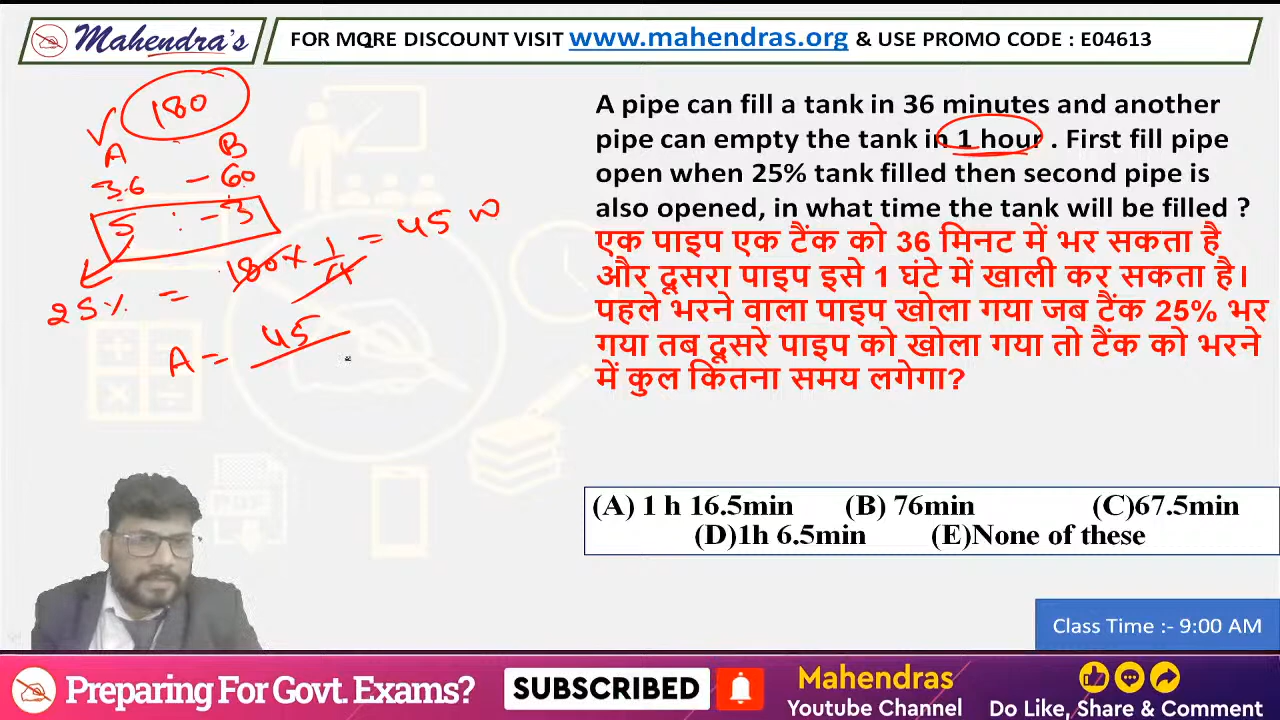 Mahendra's
FOR MORE DISCOUNT VISIT www.mahendras.org & USE PROMO CODE : E04613
180
A B
36 - 60
5 : -3
25% = 180 × 1/4 = 45
A = 45
A pipe can fill a tank in 36 minutes and another
pipe can empty the tank in 1 hour . First fill pipe
open when 25% tank filled then second pipe is
also opened, in what time the tank will be filled ?
एक पाइप एक टैंक को 36 मिनट में भर सकता है
और दूसरा पाइप इसे 1 घंटे में खाली कर सकता है।
पहले भरने वाला पाइप खोला गया जब टैंक 25% भर
गया तब दूसरे पाइप को खोला गया तो टैंक को भरने
में कुल कितना समय लगेगा?
(A) 1 h 16.5min (B) 76min (C)67.5min
(D)1h 6.5min (E)None of these
Class Time :- 9:00 AM
Preparing For Govt. Exams?
SUBSCRIBED
Mahendras
Youtube Channel
Do Like, Share & Comment